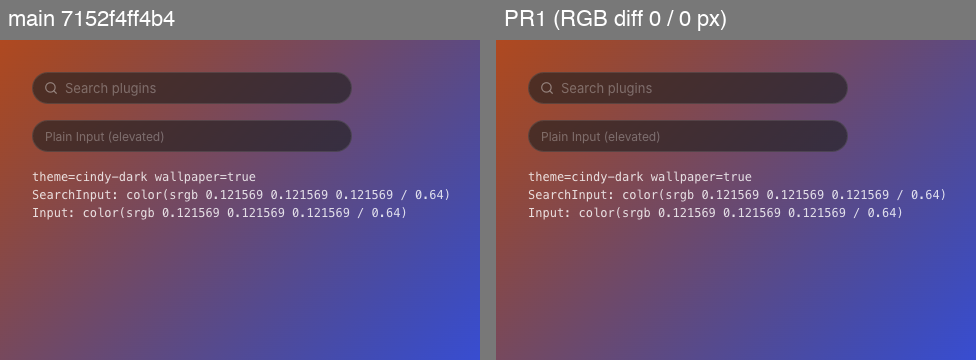 main 7152f4ff4b4
Search plugins
Plain Input (elevated)
theme=cindy-dark wallpaper=true
SearchInput: color(srgb 0.121569 0.121569 0.121569 / 0.64)
Input: color(srgb 0.121569 0.121569 0.121569 / 0.64)
PR1 (RGB diff 0 / 0 px)
Search plugins
Plain Input (elevated)
theme=cindy-dark wallpaper=true
SearchInput: color(srgb 0.121569 0.121569 0.121569 / 0.64)
Input: color(srgb 0.121569 0.121569 0.121569 / 0.64)